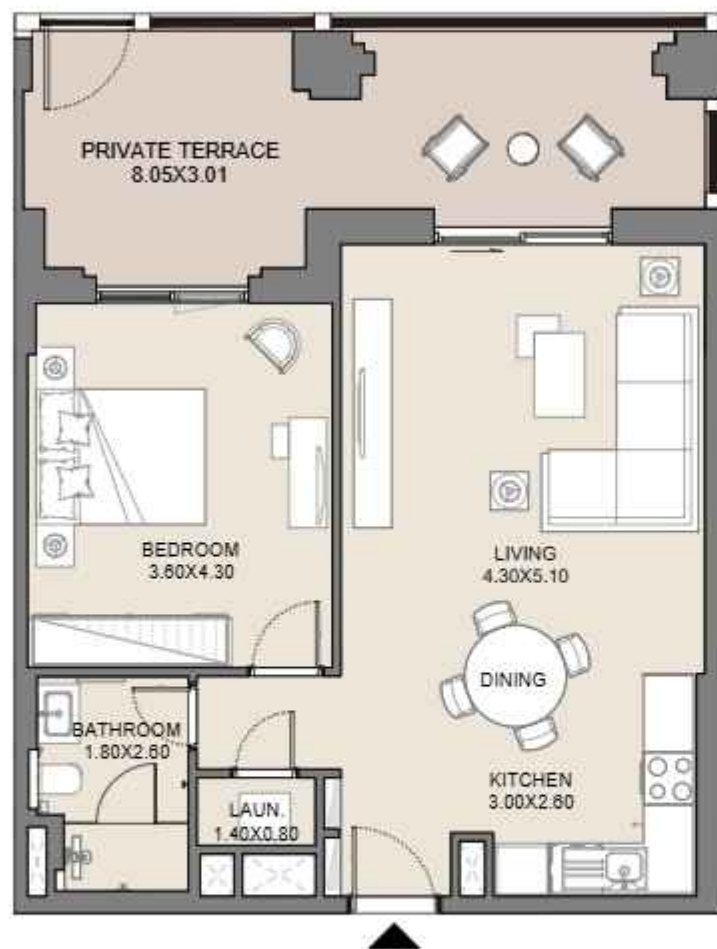 PRIVATE TERRACE
8.05X3.01
BEDROOM
3.60X4.30
LIVING
4.30X5.10
DINING
BATHROOM
1.80X2.60
KITCHEN
3.00X2.60
LAUN.
1.40X0.80